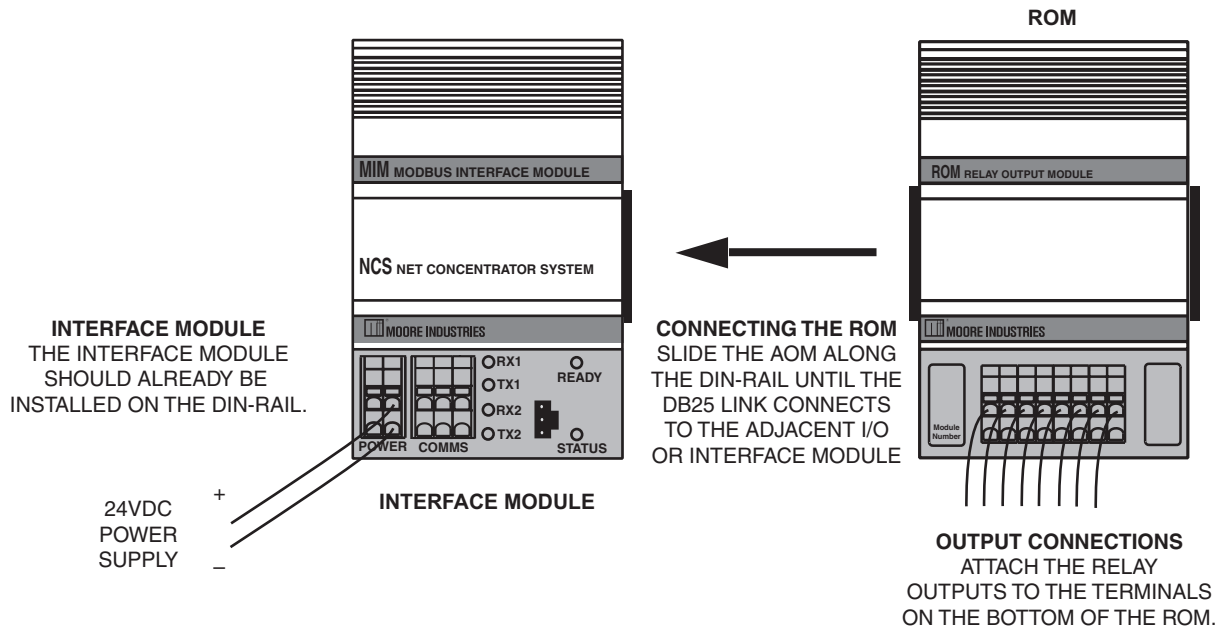 ROM
MIM MODBUS INTERFACE MODULE
NCS NET CONCENTRATOR SYSTEM
MOORE INDUSTRIES
RX1
TX1
RX2
TX2
READY
STATUS
POWER COMMS
INTERFACE MODULE
INTERFACE MODULE
THE INTERFACE MODULE
SHOULD ALREADY BE
INSTALLED ON THE DIN-RAIL.
24VDC
POWER
SUPPLY
+
–
CONNECTING THE ROM
SLIDE THE AOM ALONG
THE DIN-RAIL UNTIL THE
DB25 LINK CONNECTS
TO THE ADJACENT I/O
OR INTERFACE MODULE
ROM RELAY OUTPUT MODULE
MOORE INDUSTRIES
Module
Number
OUTPUT CONNECTIONS
ATTACH THE RELAY
OUTPUTS TO THE TERMINALS
ON THE BOTTOM OF THE ROM.